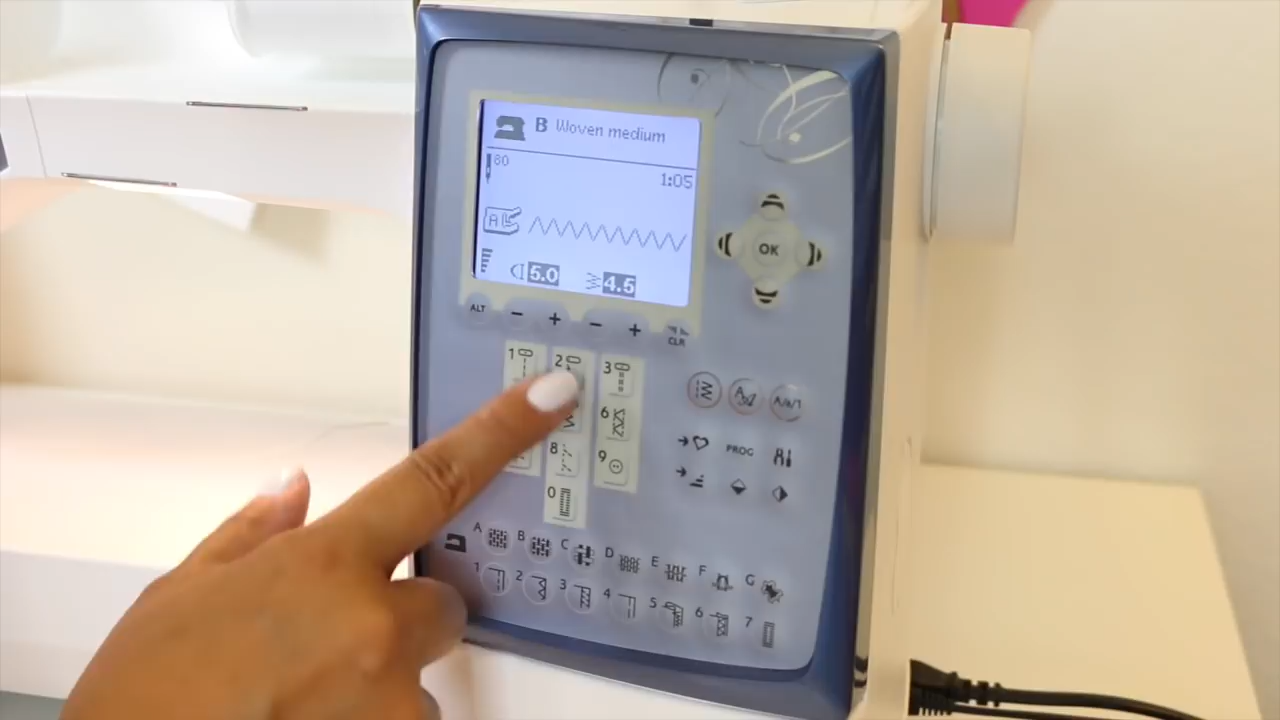 B Woven medium
80
1:05
A
5.0 4.5
ALT - + - + CLR
OK
1 2 3
6
8 9
0
PROG
A B C D E F G
1 2 3 4 5 6 7